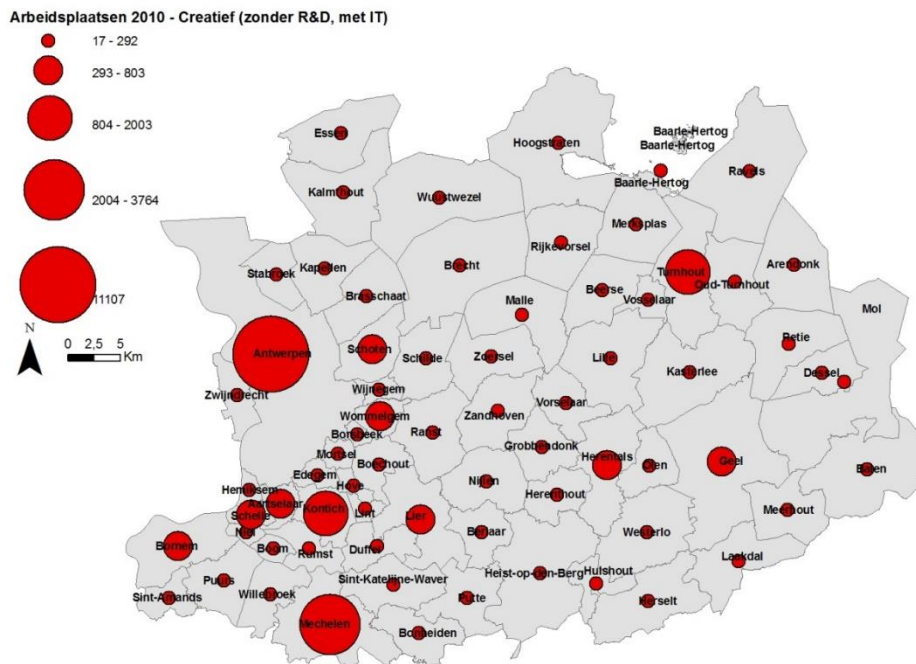 Arbeidsplaatsen 2010 - Creatief (zonder R&D, met IT)
17 - 292
293 - 803
804 - 2003
2004 - 3764
11107
N
0 2,5 5
Km
Essen
Hoogstraten
Baarle-Hertog
Baarle-Hertog
Baarle-Hertog
Ravels
Kalmthout
Wuustwezel
Merksplas
Rijkevorsel
Stabroek
Kapellen
Brecht
Turnhout
Arendonk
Oud-Turnhout
Brasschaat
Beerse
Vosselaar
Malle
Mol
Antwerpen
Schoten
Schilde
Zoersel
Lille
Retie
Kasterlee
Dessel
Zwijndrecht
Wijnegem
Wommelgem
Vorselaar
Zandhoven
Borsbeek
Ranst
Grobbendonk
Mortsel
Herentals
Olen
Geel
Boechout
Balen
Edegem
Hove
Nijlen
Hemiksem
Aartselaar
Herenthout
Kontich
Lint
Lier
Meerhout
Schelle
Niel
Berlaar
Westerlo
Bornem
Boom
Rumst
Duffel
Laakdal
Heist-op-den-Berg
Hulshout
Puurs
Sint-Katelijne-Waver
Sint-Amands
Willebroek
Putte
Herselt
Mechelen
Bonheiden